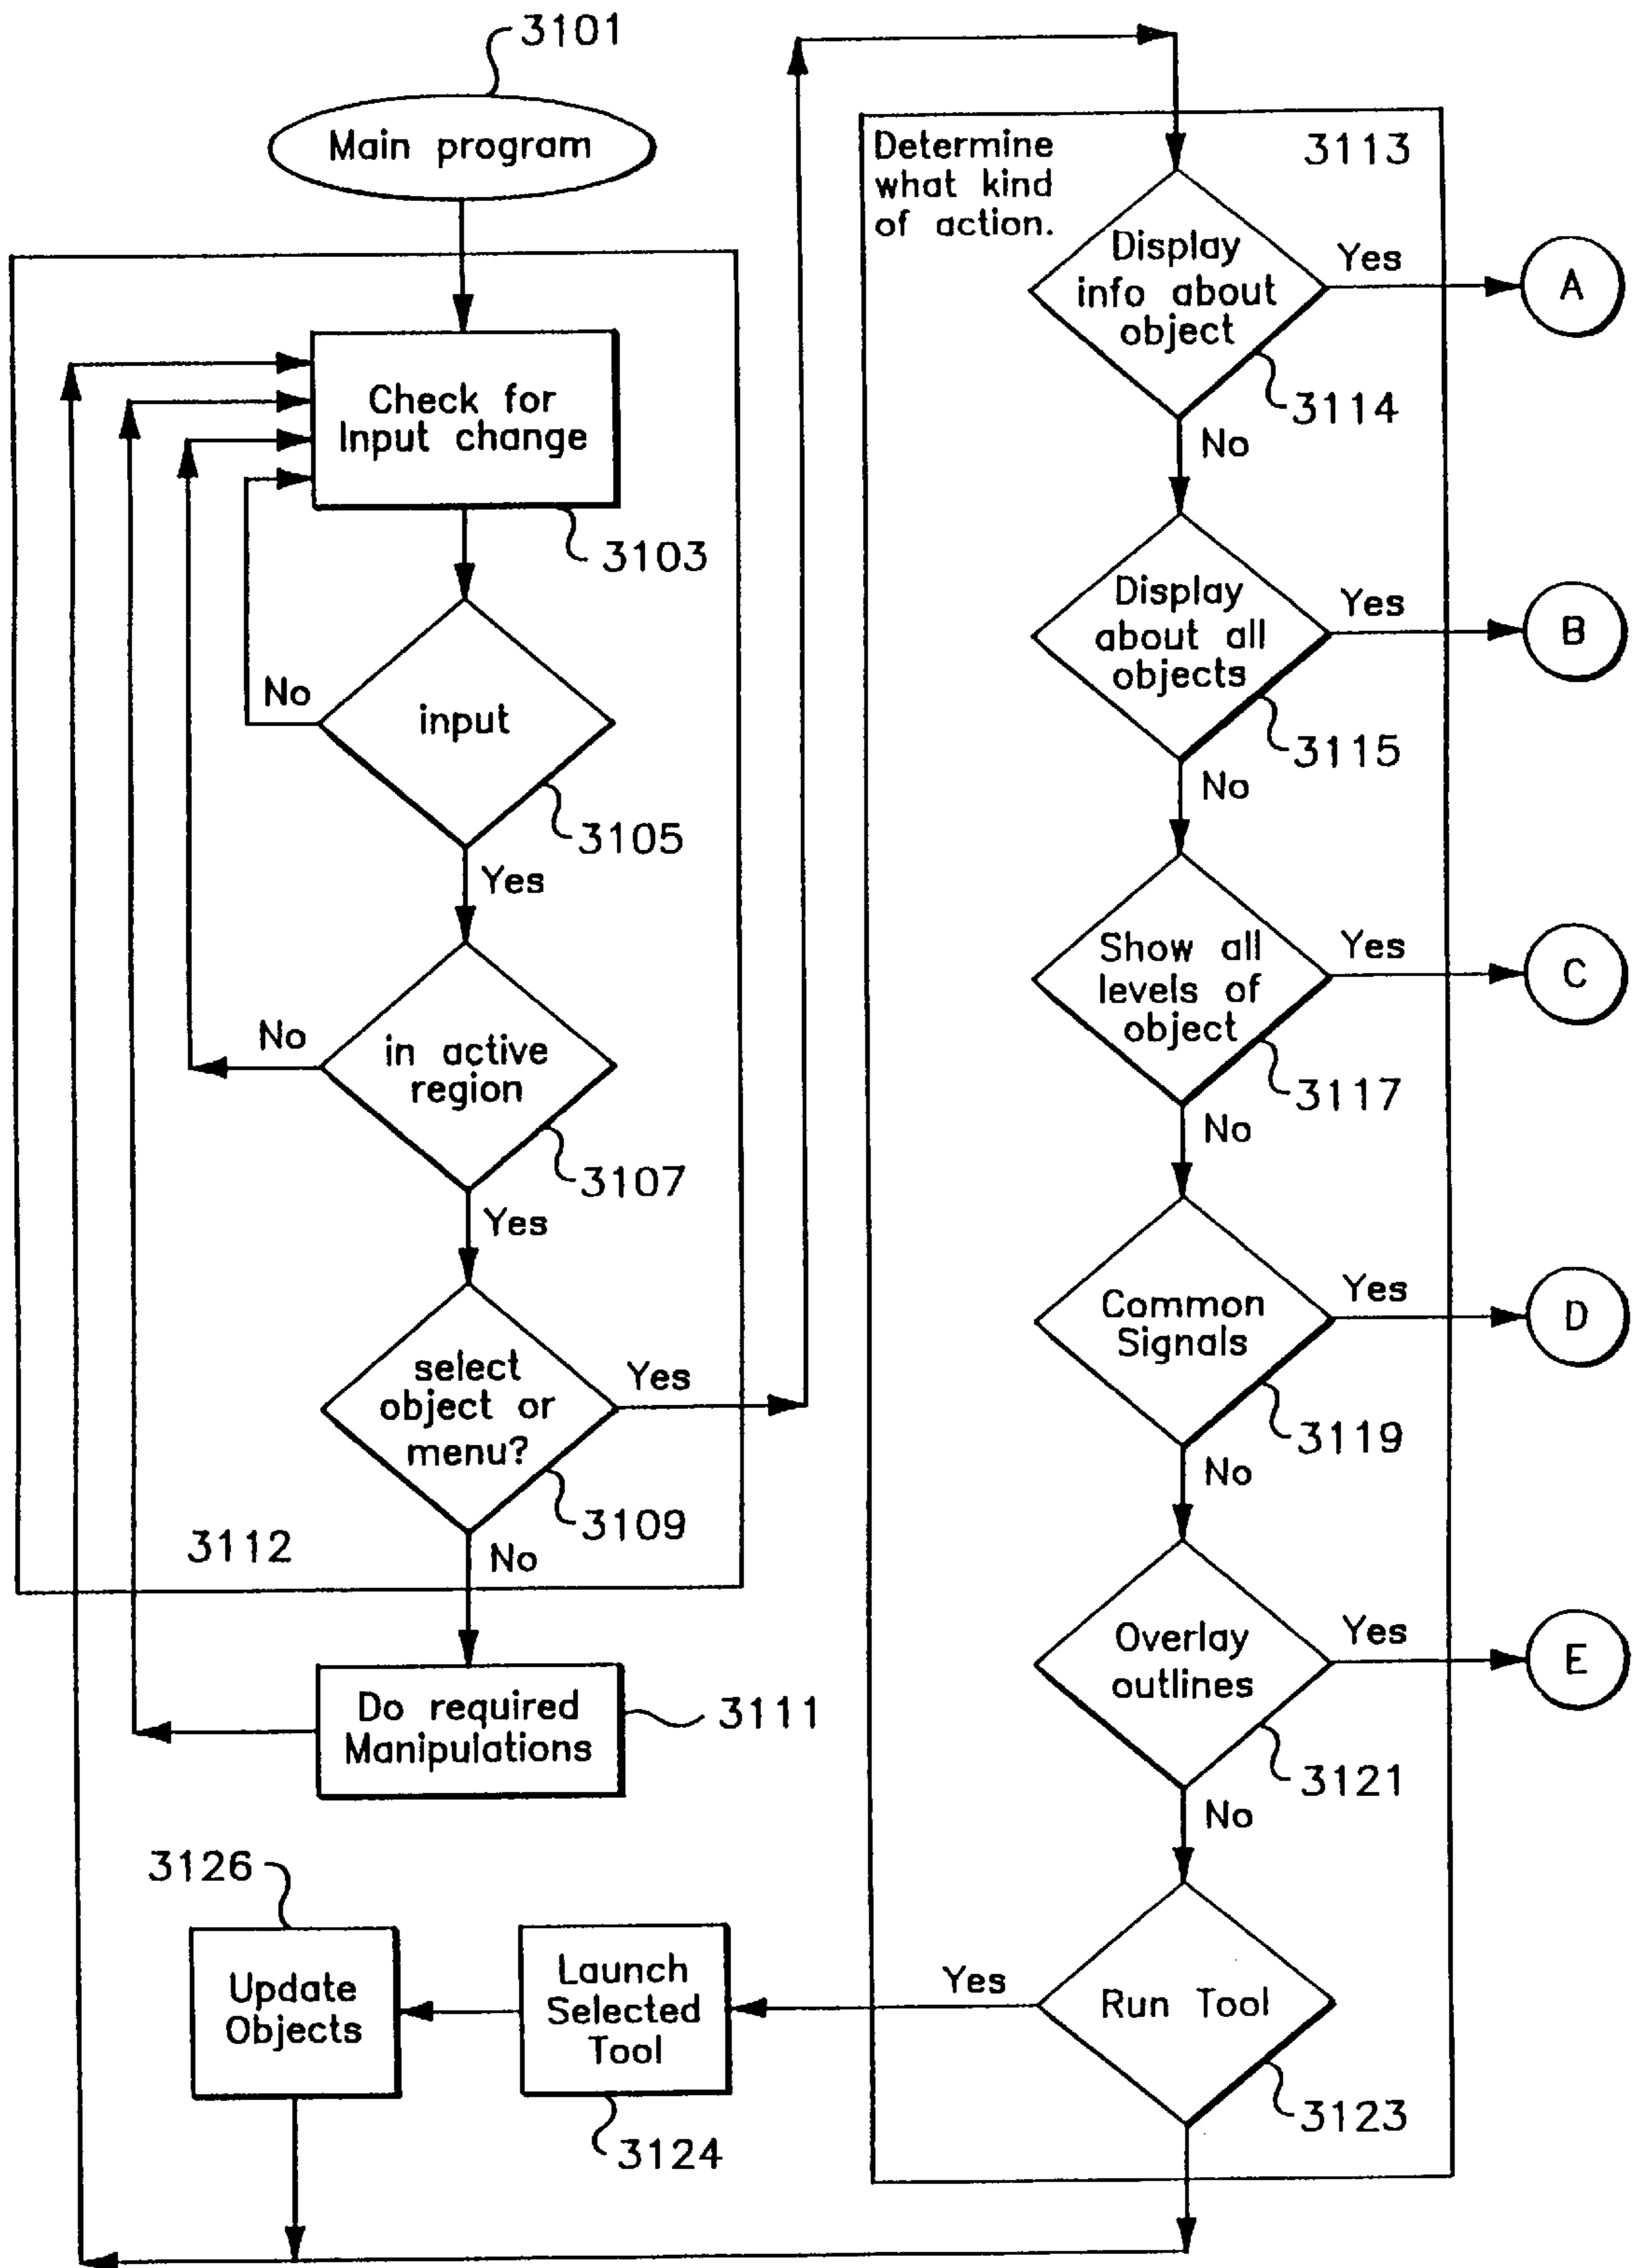 3101
Main program
Check for
Input change
3103
No
input
3105
Yes
No
in active
region
3107
Yes
select
object or
menu?
Yes
3109
3112
No
Do required
Manipulations
3111
3126
Update
Objects
Launch
Selected
Tool
3124
Determine
what kind
of action.
3113
Display
info about
object
Yes
A
3114
No
Display
about all
objects
Yes
B
3115
No
Show all
levels of
object
Yes
C
3117
No
Common
Signals
Yes
D
3119
No
Overlay
outlines
Yes
E
3121
No
Yes
Run Tool
3123